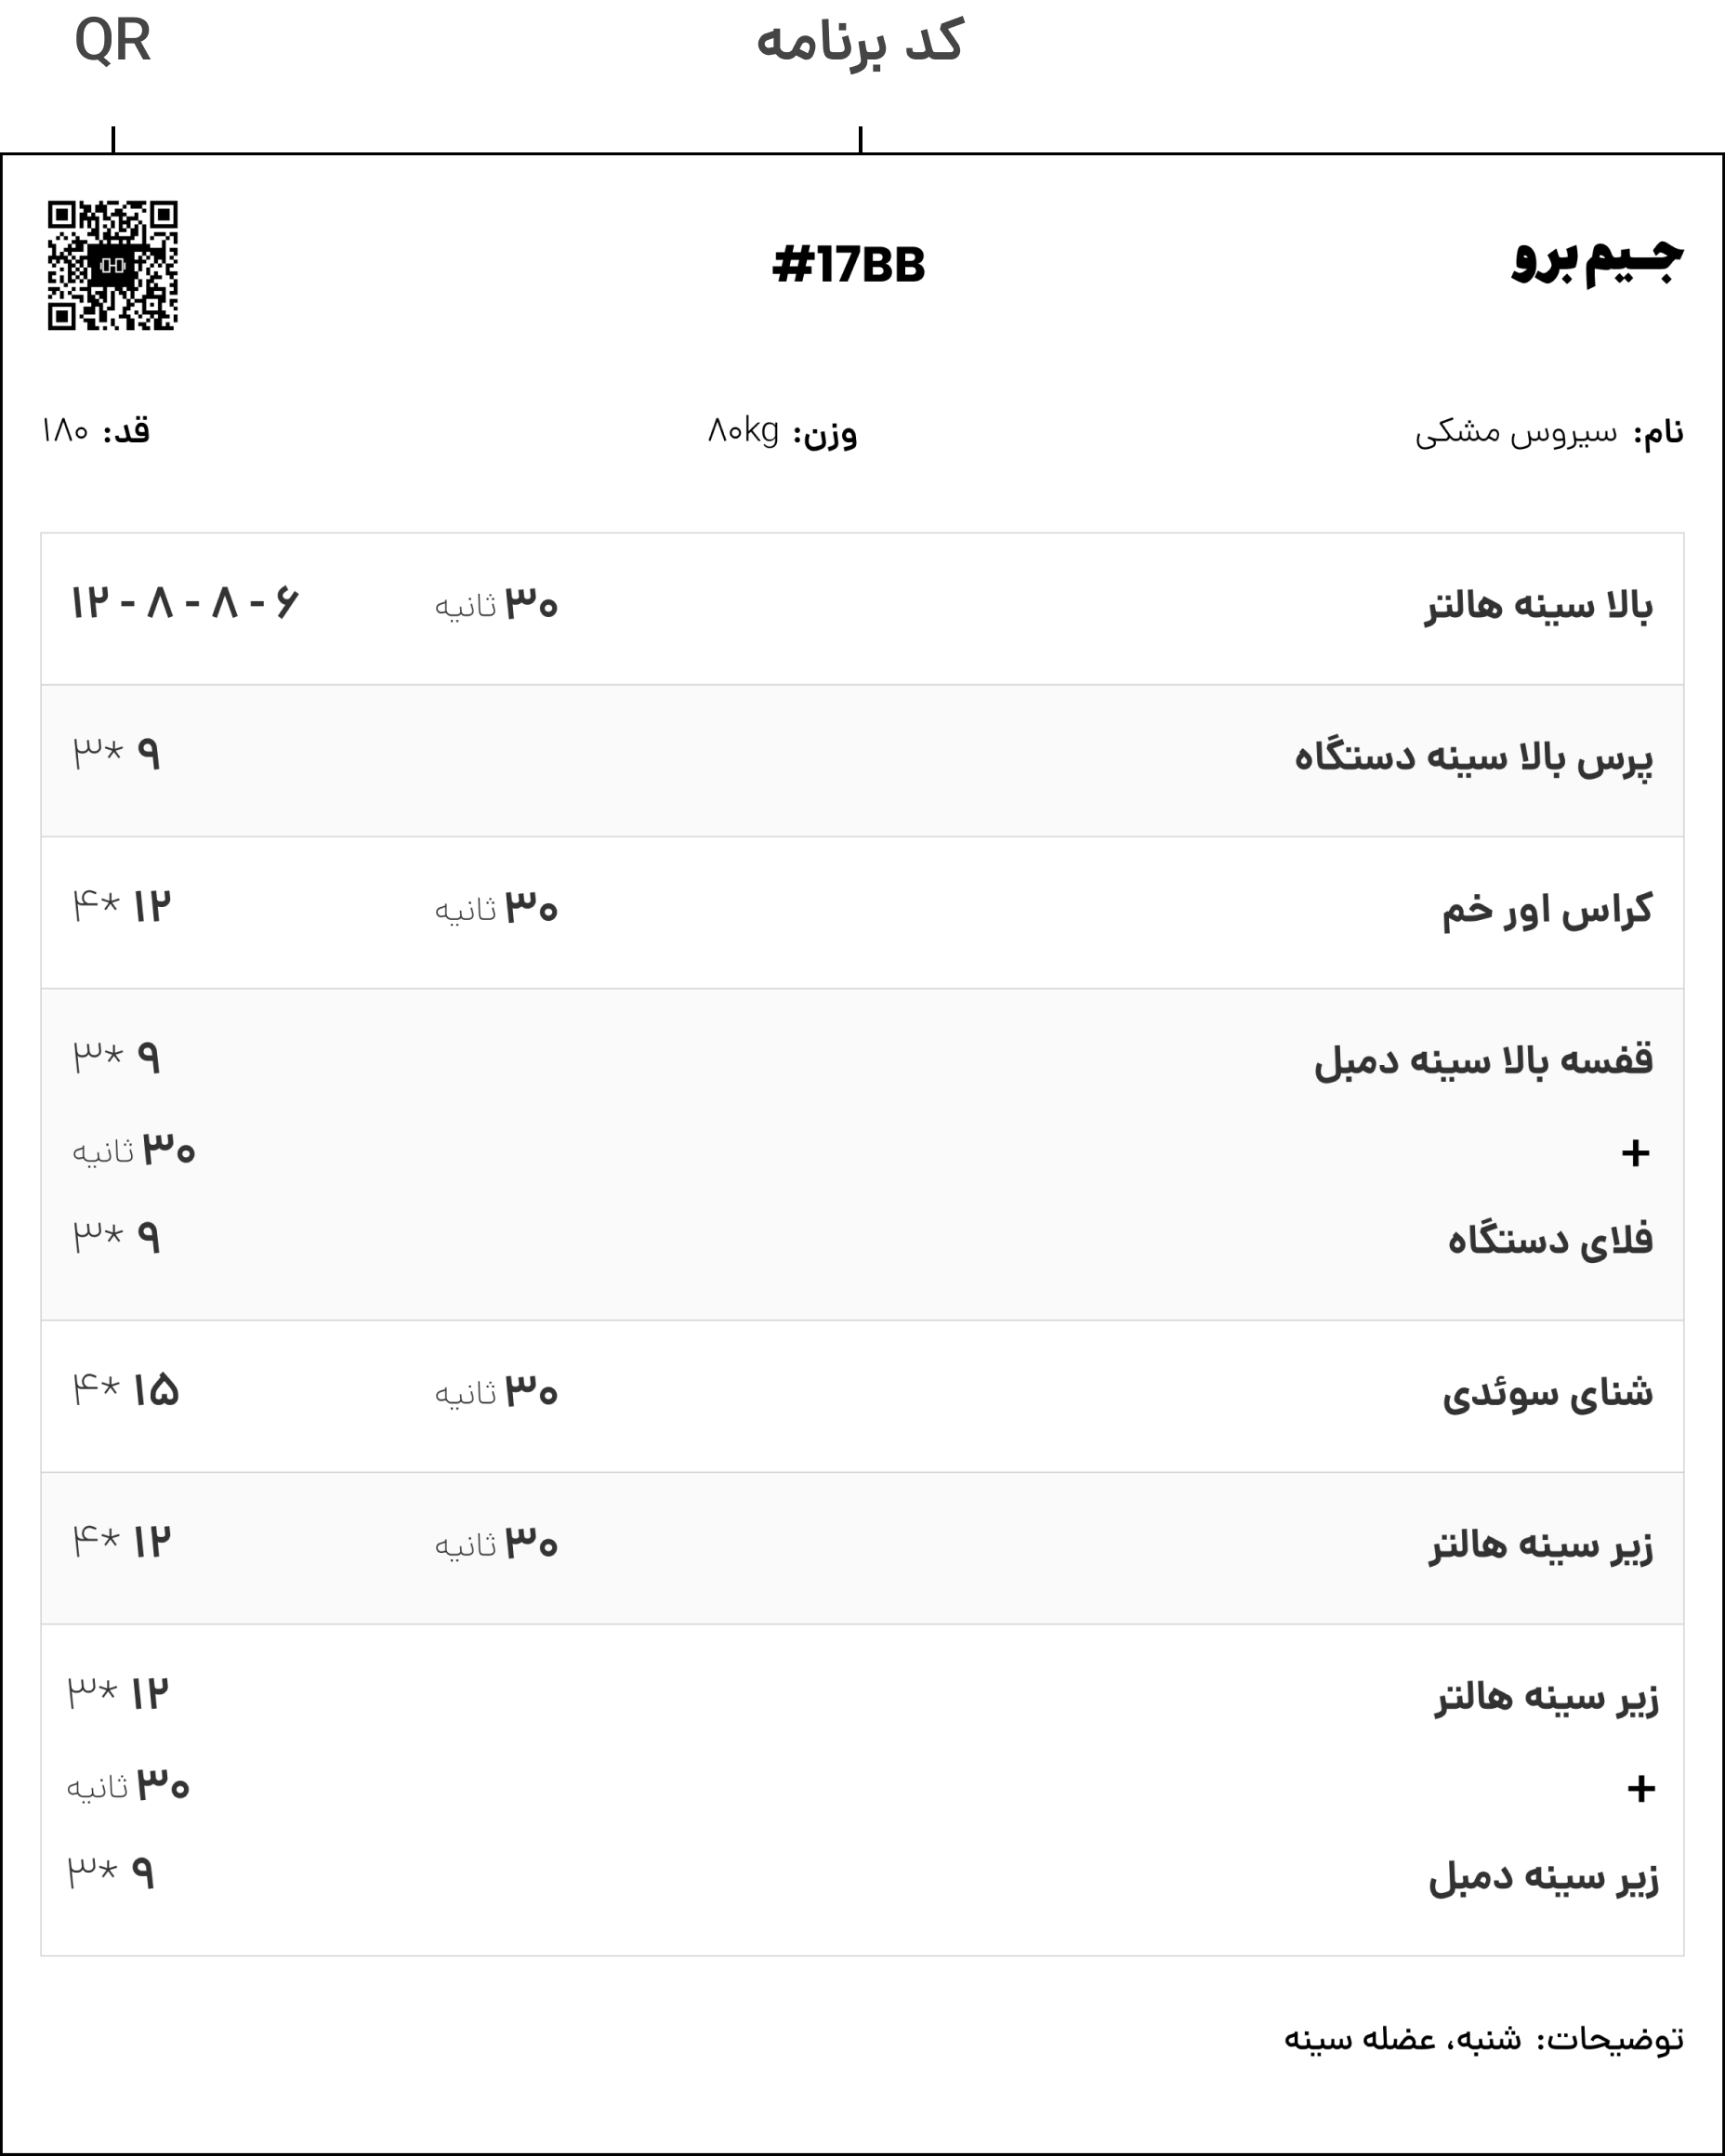 کد برنامه QR
جیم برو #17BB
نام: سیروس مشکی وزن: ۸۰kg قد: ۱۸۰
بالا سینه هالتر ۳۰ ثانیه ۱۲ - ۸ - ۸ - ۶
پرس بالا سینه دستگاه ۳* ۹
کراس اور خم ۳۰ ثانیه ۴* ۱۲
قفسه بالا سینه دمبل ۳* ۹
+ ۳۰ ثانیه
فلای دستگاه ۳* ۹
شنای سوئدی ۳۰ ثانیه ۴* ۱۵
زیر سینه هالتر ۳۰ ثانیه ۴* ۱۲
زیر سینه هالتر ۳* ۱۲
+ ۳۰ ثانیه
زیر سینه دمبل ۳* ۹
توضیحات: شنبه، عضله سینه